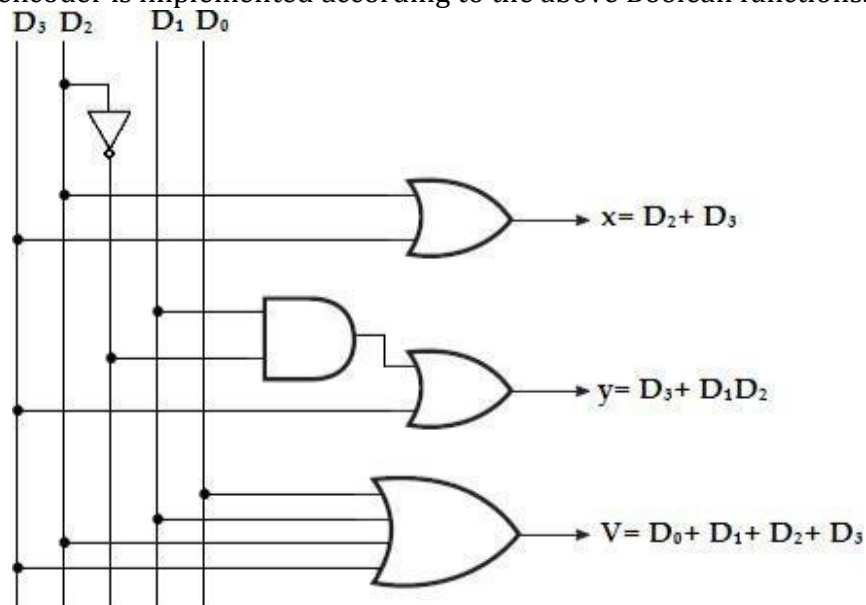 encoder is implemented according to the above Boolean functions.
D₃ D₂ D₁ D₀
x= D₂+ D₃
y= D₃+ D₁D₂
V= D₀+ D₁+ D₂+ D₃